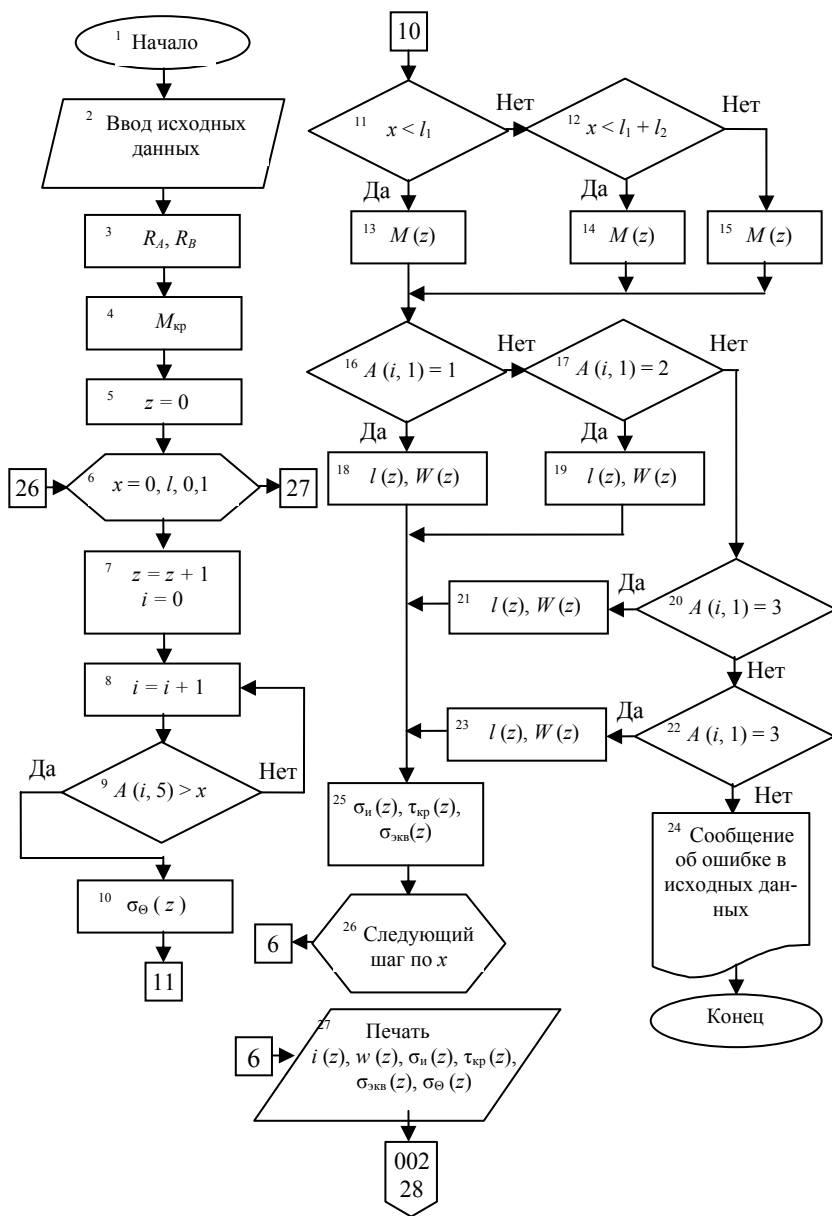 1 Начало
2 Ввод исходных
данных
3 R_A, R_B
4 M_кр
5 z = 0
26
6 x = 0, l, 0,1
27
7 z = z + 1
i = 0
8 i = i + 1
Да
9 A (i, 5) > x
Нет
10 σ_Θ ( z )
11
10
11 x < l₁
Нет
12 x < l₁ + l₂
Нет
Да
Да
13 M (z)
14 M (z)
15 M (z)
16 A (i, 1) = 1
Нет
17 A (i, 1) = 2
Нет
Да
Да
18 l (z), W (z)
19 l (z), W (z)
21 l (z), W (z)
Да
20 A (i, 1) = 3
Нет
23 l (z), W (z)
Да
22 A (i, 1) = 3
Нет
25 σ_и (z), τ_кр (z),
σ_экв(z)
24 Сообщение
об ошибке в
исходных дан-
ных
6
26 Следующий
шаг по x
Конец
6
27 Печать
i (z), w (z), σ_и (z), τ_кр (z),
σ_экв (z), σ_Θ (z)
002
28